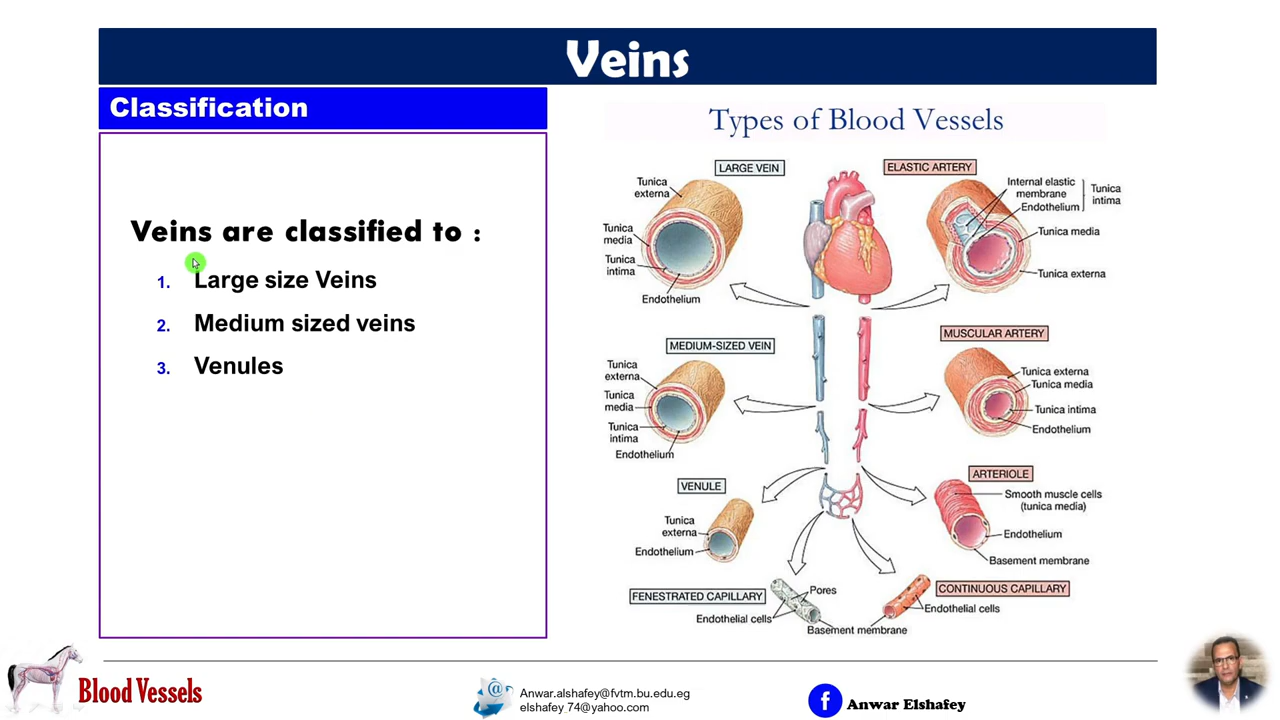 Veins
Classification
Veins are classified to :
1. Large size Veins
2. Medium sized veins
3. Venules
Types of Blood Vessels
LARGE VEIN
Tunica
externa
Tunica
media
Tunica
intima
Endothelium
ELASTIC ARTERY
Internal elastic
membrane
Endothelium
Tunica
intima
Tunica media
Tunica externa
MEDIUM-SIZED VEIN
Tunica
externa
Tunica
media
Tunica
intima
Endothelium
MUSCULAR ARTERY
Tunica externa
Tunica media
Tunica intima
Endothelium
VENULE
Tunica
externa
Endothelium
ARTERIOLE
Smooth muscle cells
(tunica media)
Endothelium
Basement membrane
FENESTRATED CAPILLARY
Pores
Endothelial cells
Basement membrane
CONTINUOUS CAPILLARY
Endothelial cells
Blood Vessels
@
Anwar.alshafey@fvtm.bu.edu.eg
elshafey_74@yahoo.com
f
Anwar Elshafey